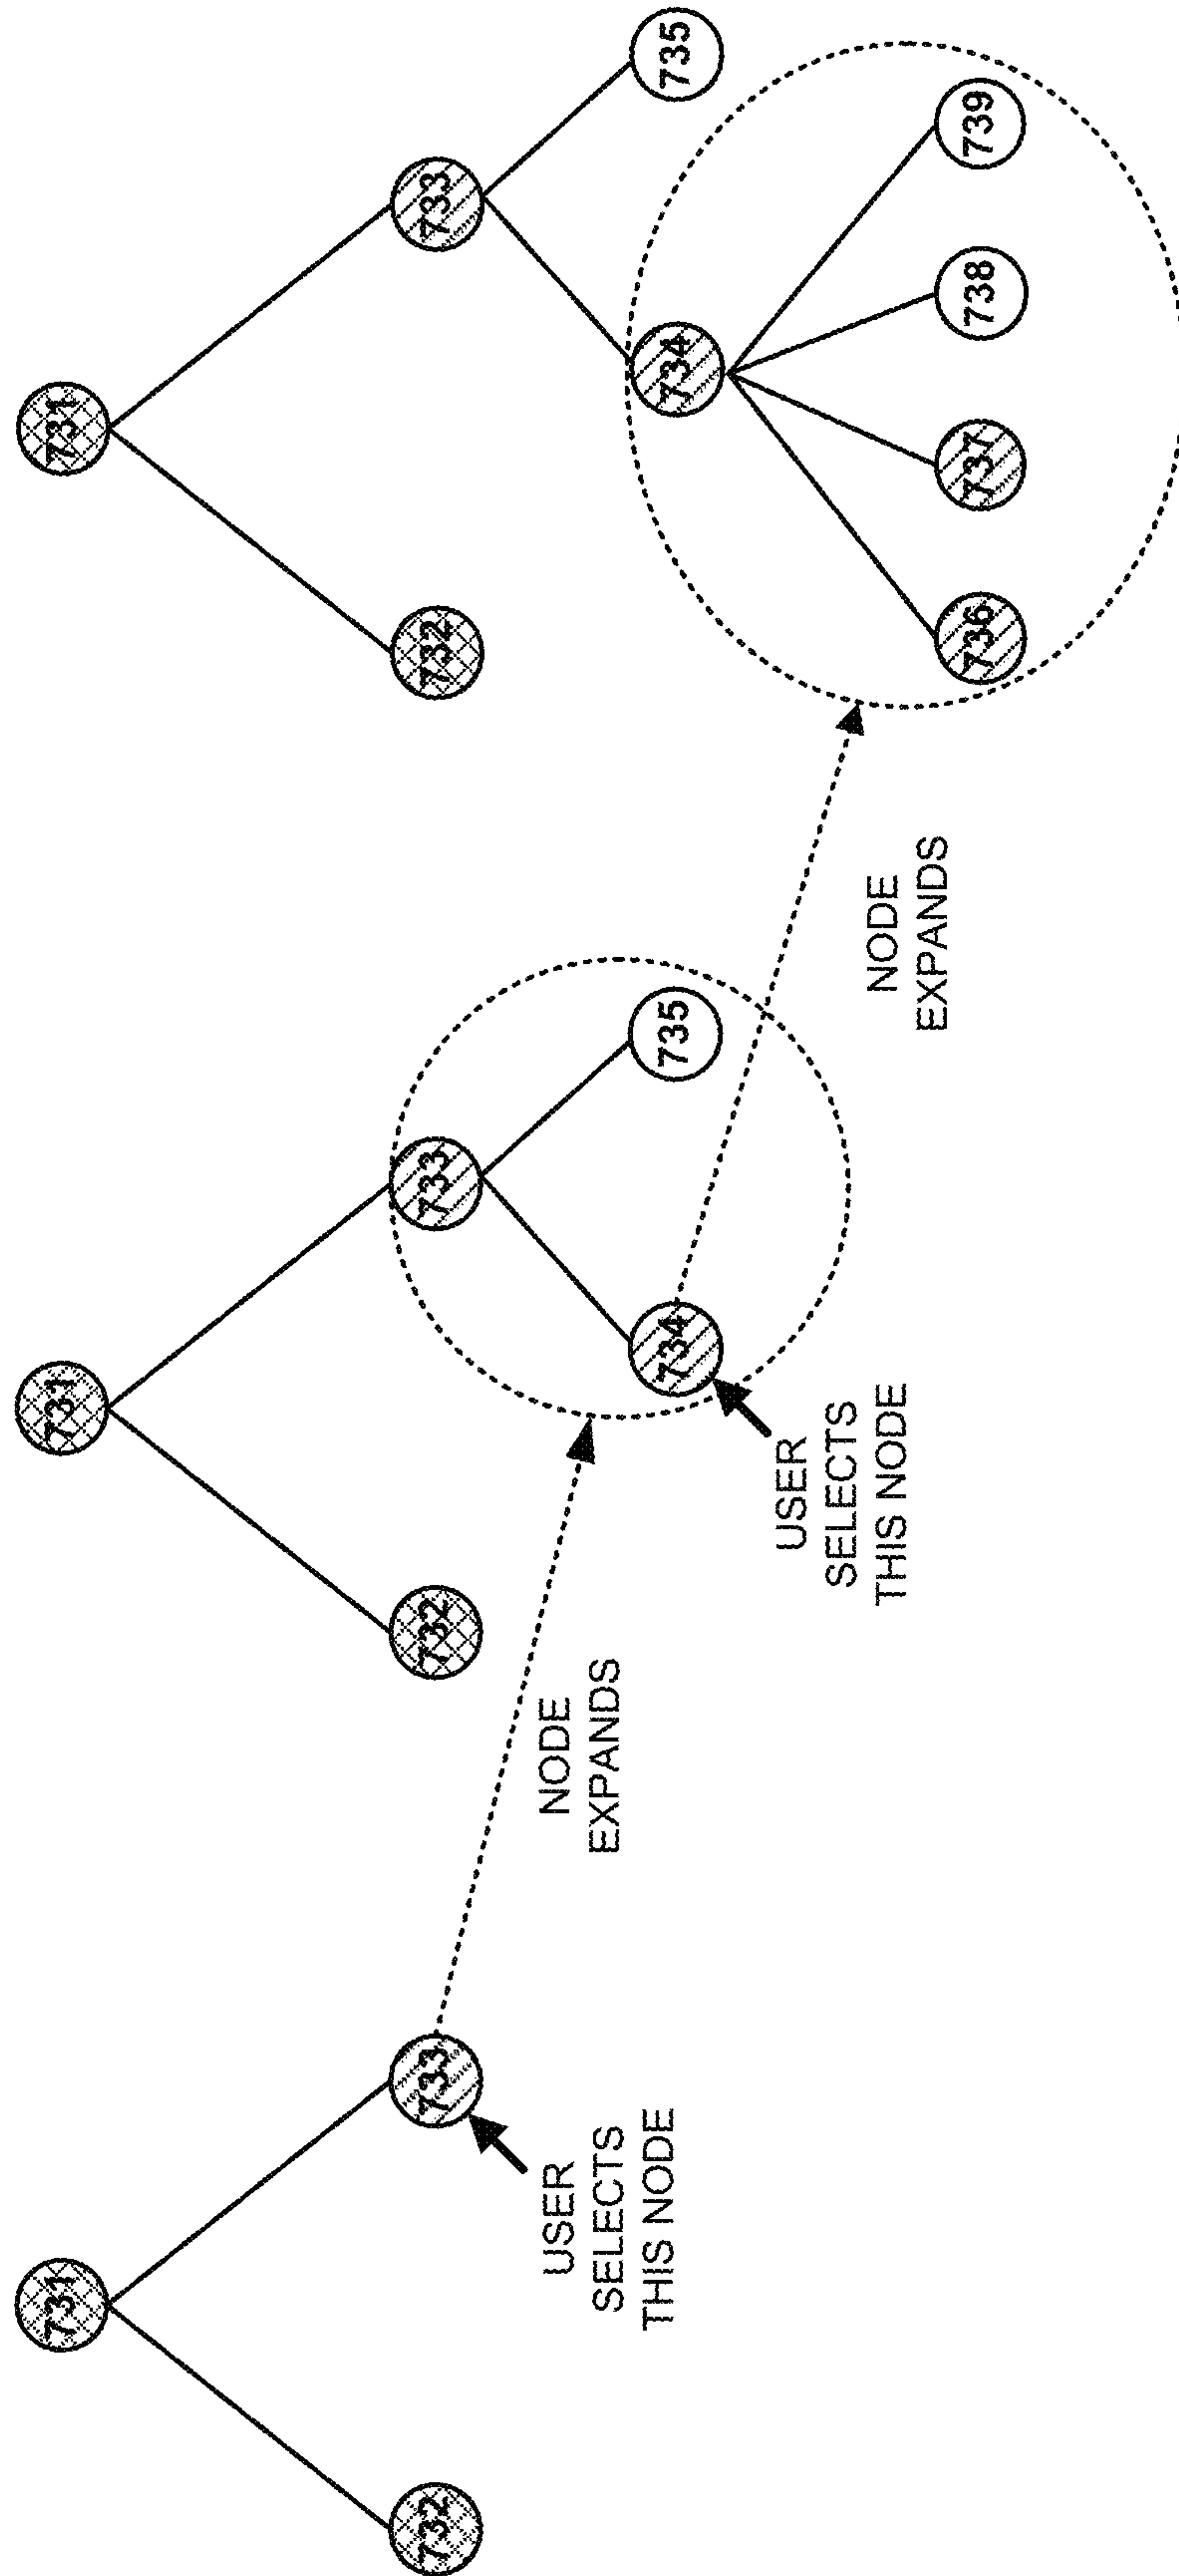 731
732
733
USER
SELECTS
THIS NODE
NODE
EXPANDS
731
732
733
734
735
USER
SELECTS
THIS NODE
NODE
EXPANDS
731
732
733
734
735
736
737
738
739